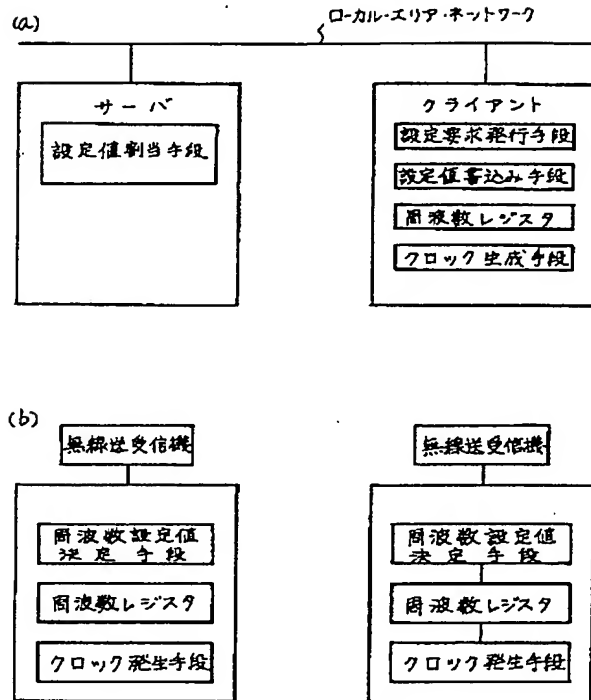 (a)
ローカル・エリア・ネットワーク
サーバ
設定値割当手段
クライアント
設定要求発行手段
設定値書込み手段
周波数レジスタ
クロック生成手段
(b)
無線送受信機
周波数設定値
決定手段
周波数レジスタ
クロック発生手段
無線送受信機
周波数設定値
決定手段
周波数レジスタ
クロック発生手段